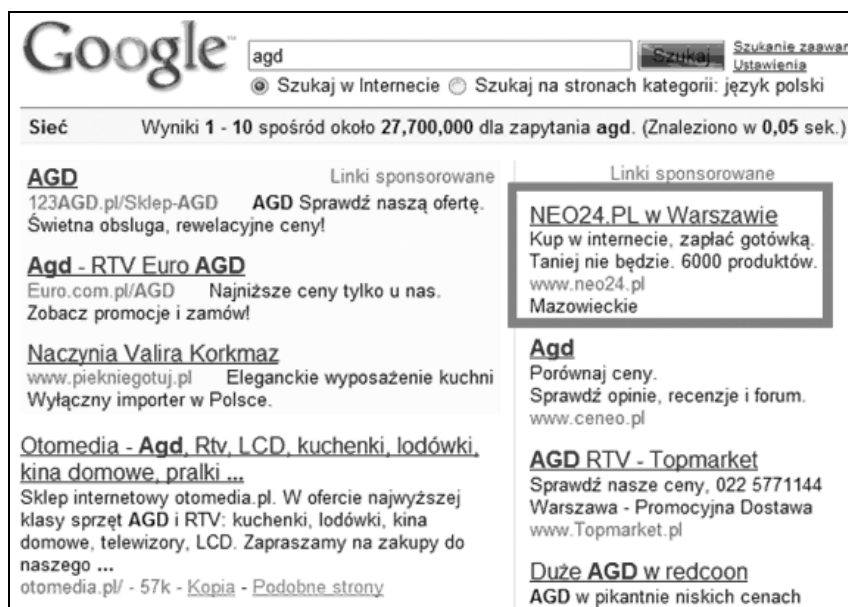 Google™
agd
Szukaj
Szukanie zaawan
Ustawienia
Szukaj w Internecie Szukaj na stronach kategorii: język polski
Sieć Wyniki 1 - 10 spośród około 27,700,000 dla zapytania agd. (Znaleziono w 0,05 sek.)
AGD Linki sponsorowane
123AGD.pl/Sklep-AGD AGD Sprawdź naszą ofertę.
Świetna obsluga, rewelacyjne ceny!
Agd - RTV Euro AGD
Euro.com.pl/AGD Najniższe ceny tylko u nas.
Zobacz promocje i zamów!
Naczynia Valira Korkmaz
www.piekniegotuj.pl Eleganckie wyposażenie kuchni
Wyłączny importer w Polsce.
Otomedia - Agd, Rtv, LCD, kuchenki, lodówki,
kina domowe, pralki ...
Sklep internetowy otomedia.pl. W ofercie najwyższej
klasy sprzęt AGD i RTV: kuchenki, lodówki, kina
domowe, telewizory, LCD. Zapraszamy na zakupy do
naszego ...
otomedia.pl/ - 57k - Kopia - Podobne strony
Linki sponsorowane
NEO24.PL w Warszawie
Kup w internecie, zapłać gotówką.
Taniej nie będzie. 6000 produktów.
www.neo24.pl
Mazowieckie
Agd
Porównaj ceny.
Sprawdź opinie, recenzje i forum.
www.ceneo.pl
AGD RTV - Topmarket
Sprawdź nasze ceny, 022 5771144
Warszawa - Promocyjna Dostawa
www.Topmarket.pl
Duże AGD w redcoon
AGD w pikantnie niskich cenach